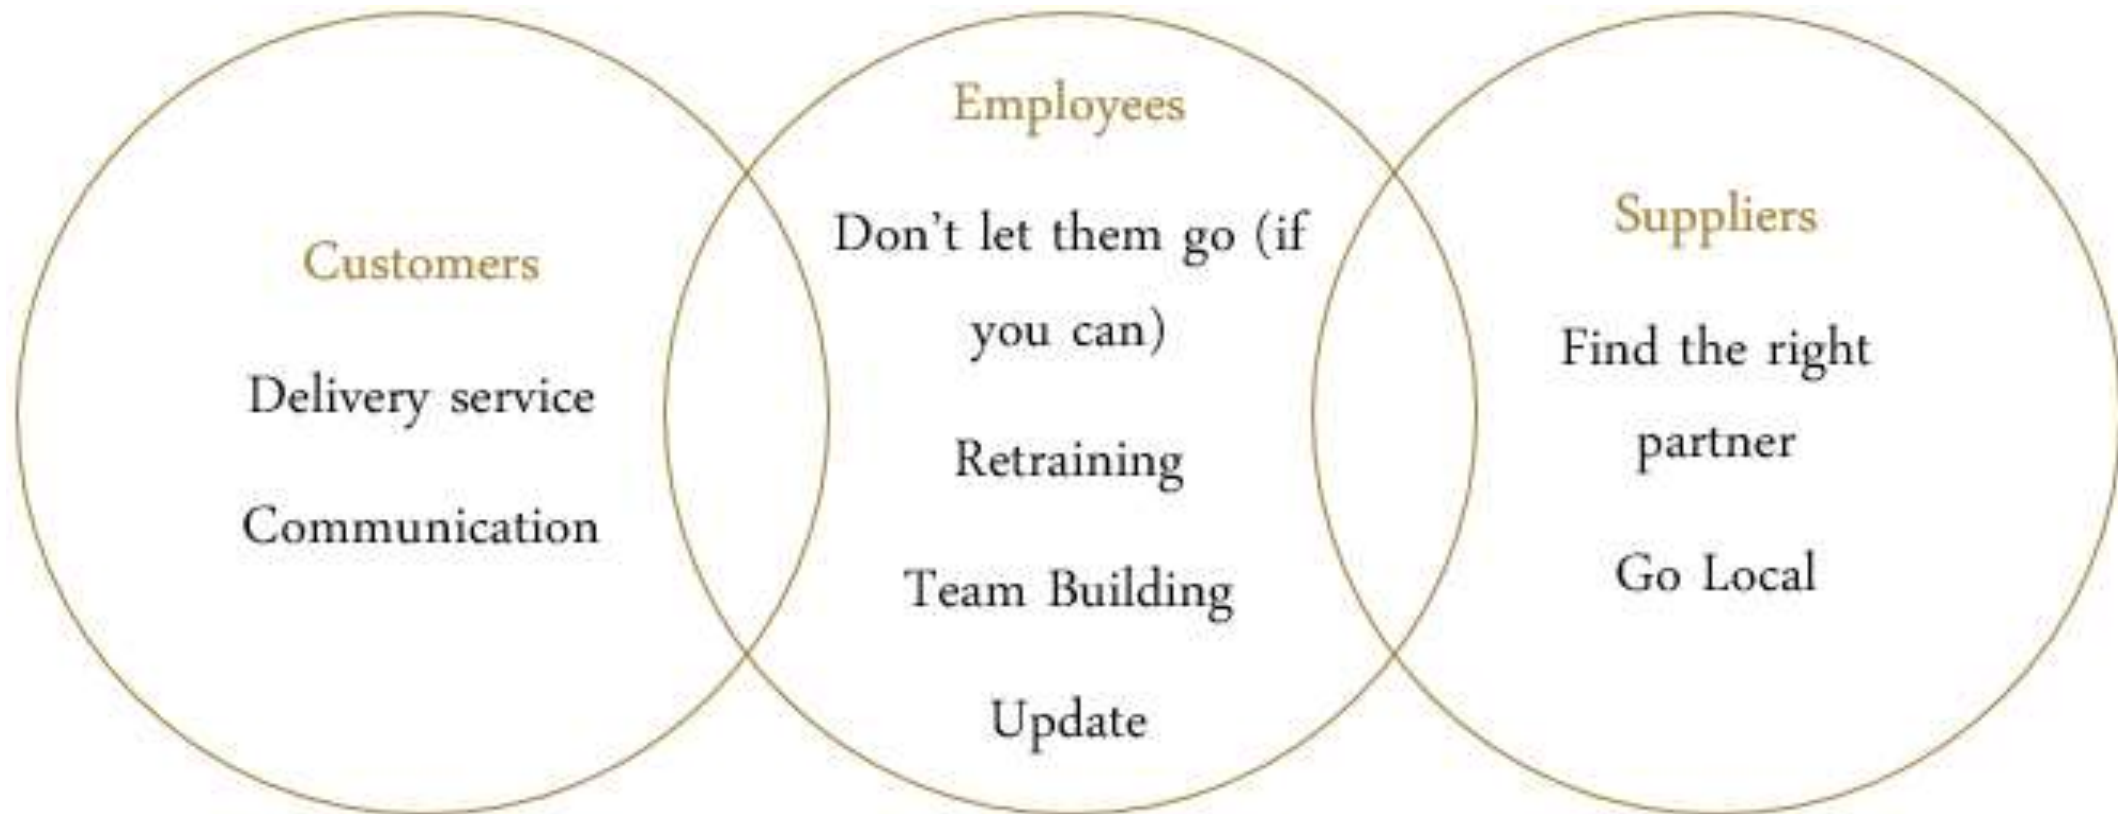 Customers
Delivery service
Communication
Employees
Don't let them go (if
you can)
Retraining
Team Building
Update
Suppliers
Find the right
partner
Go Local